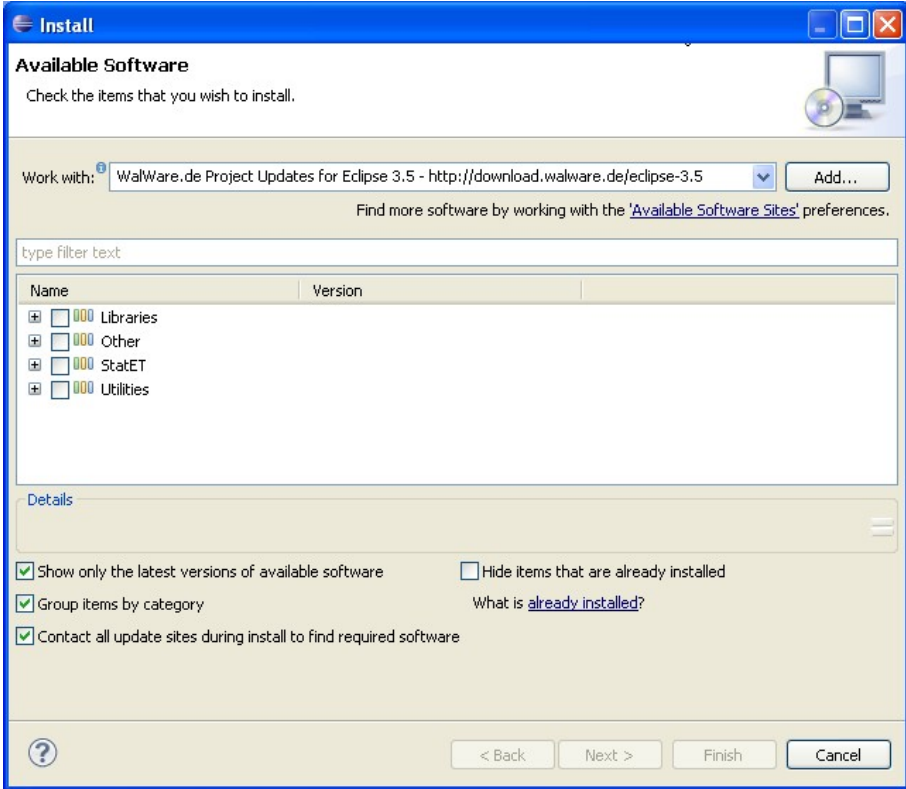 Install
Available Software
Check the items that you wish to install.
Work with: WalWare.de Project Updates for Eclipse 3.5 - http://download.walware.de/eclipse-3.5 Add...
Find more software by working with the 'Available Software Sites' preferences.
type filter text
Name Version
Libraries
Other
StatET
Utilities
Details
Show only the latest versions of available software Hide items that are already installed
Group items by category What is already installed?
Contact all update sites during install to find required software
? < Back Next > Finish Cancel